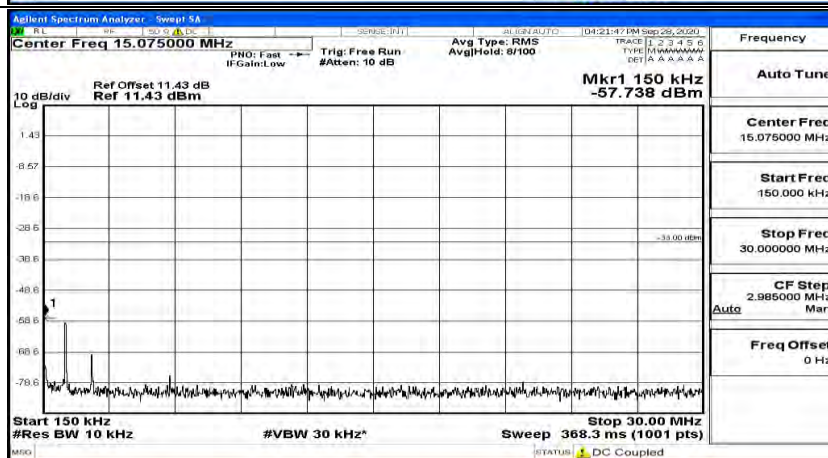 Agilent Spectrum Analyzer - Swept SA
RL RF 50 Ω DC SENSE:INT ALIGN AUTO 04:21:47 PM Sep 28, 2020
Center Freq 15.075000 MHz
PNO: Fast
IFGain:Low
Trig: Free Run
#Atten: 10 dB
Avg Type: RMS
Avg|Hold: 8/100
TRACE 1 2 3 4 5 6
TYPE M
DET A A A A A A
Mkr1 150 kHz
-57.738 dBm
Ref Offset 11.43 dB
10 dB/div Ref 11.43 dBm
Log
1.43
-8.57
-18.6
-28.6
-33.00 dBm
-38.6
-48.6
1
-58.6
-68.6
-78.6
Start 150 kHz Stop 30.00 MHz
#Res BW 10 kHz #VBW 30 kHz* Sweep 368.3 ms (1001 pts)
MSG STATUS DC Coupled
Frequency
Auto Tune
Center Freq
15.075000 MHz
Start Freq
150.000 kHz
Stop Freq
30.000000 MHz
CF Step
2.985000 MHz
Auto Man
Freq Offset
0 Hz